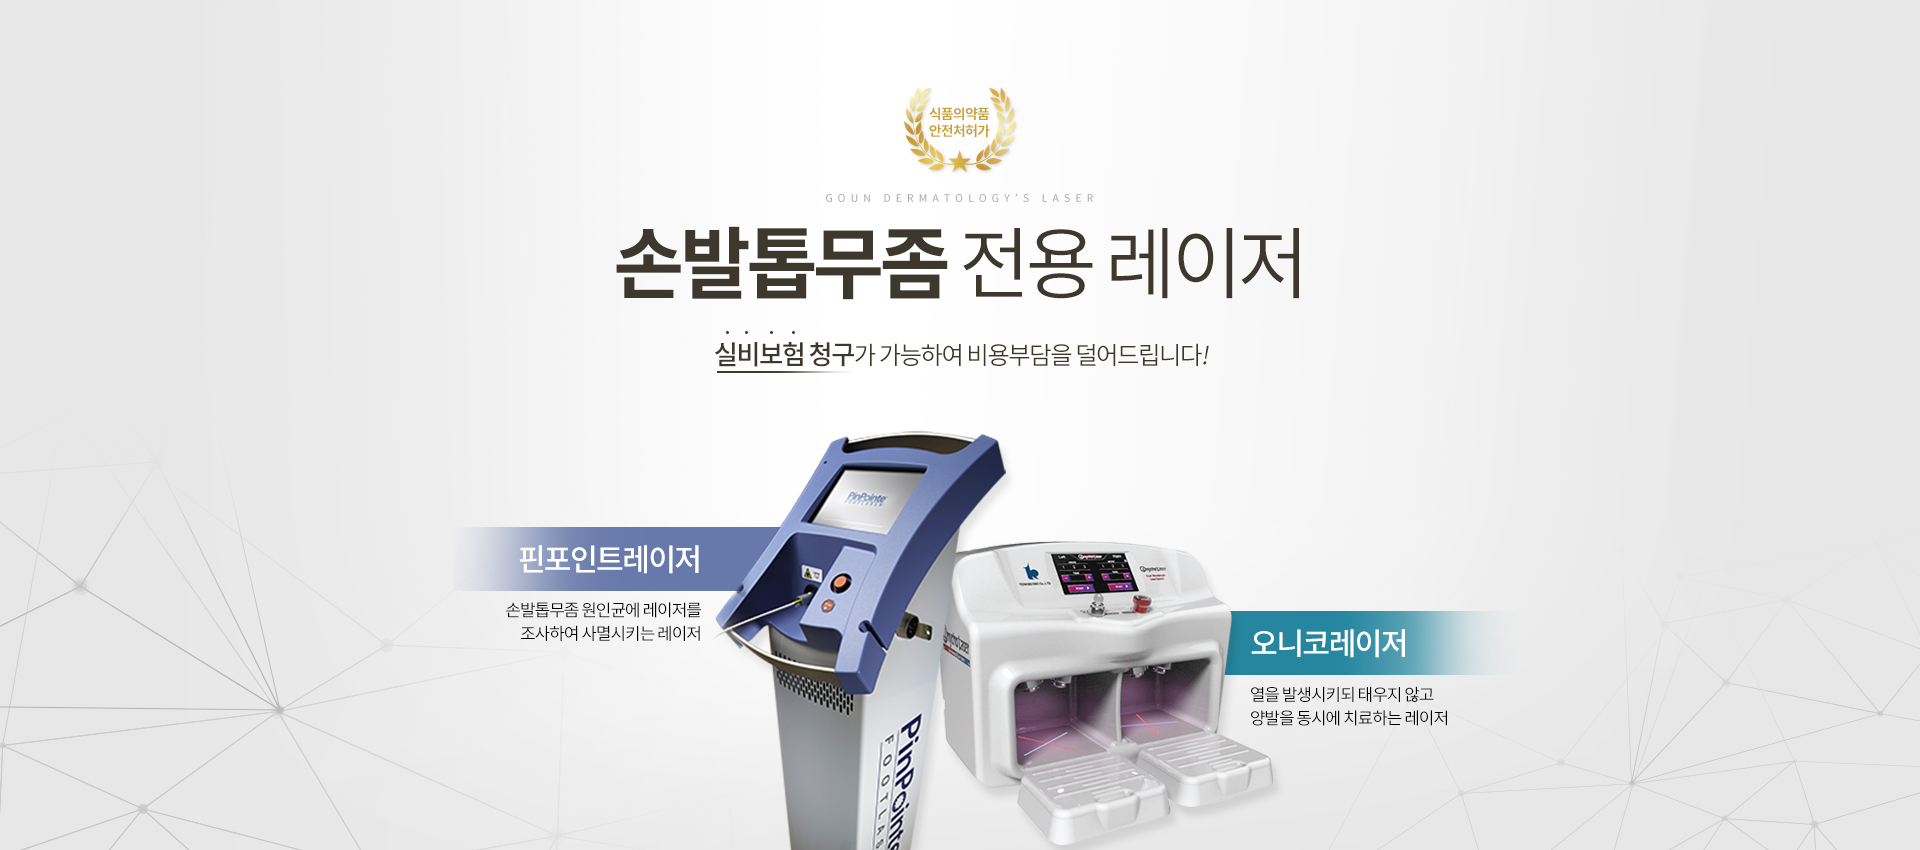 식품의약품
안전처허가
GOUN DERMATOLOGY'S LASER
손발톱무좀 전용 레이저
실비보험 청구가 가능하여 비용부담을 덜어드립니다!
PinPointe
핀포인트레이저
손발톱무좀 원인균에 레이저를
조사하여 사멸시키는 레이저
오니코레이저
열을 발생시키되 태우지 않고
양발을 동시에 치료하는 레이저
PinPointe
FOOTLAS